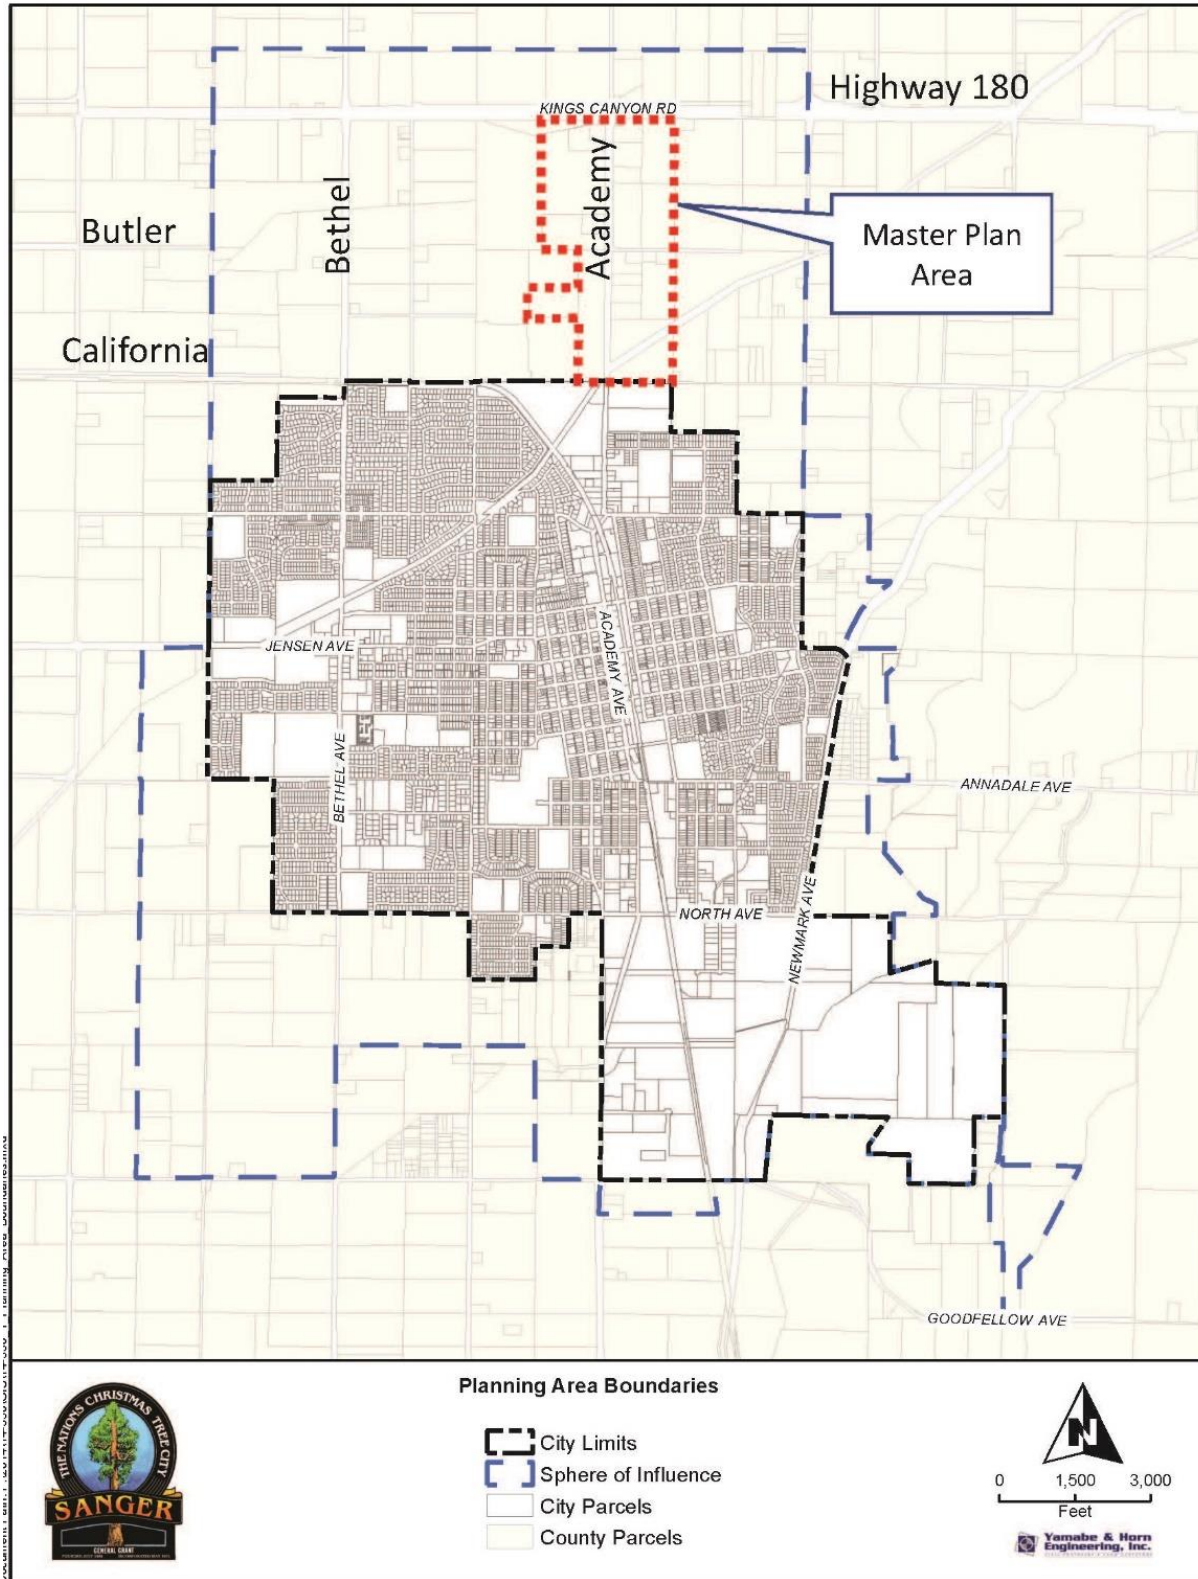 Highway 180
KINGS CANYON RD
Academy
Bethel
Butler
Master Plan
Area
California
JENSEN AVE
ACADEMY AVE
BETHEL AVE
ANNADALE AVE
NORTH AVE
NEWMARK AVE
GOODFELLOW AVE
Planning Area Boundaries
City Limits
Sphere of Influence
City Parcels
County Parcels
THE NATIONS CHRISTMAS TREE CITY
SANGER
GENERAL GRANT
N
0 1,500 3,000
Feet
Yamabe & Horn
Engineering, Inc.